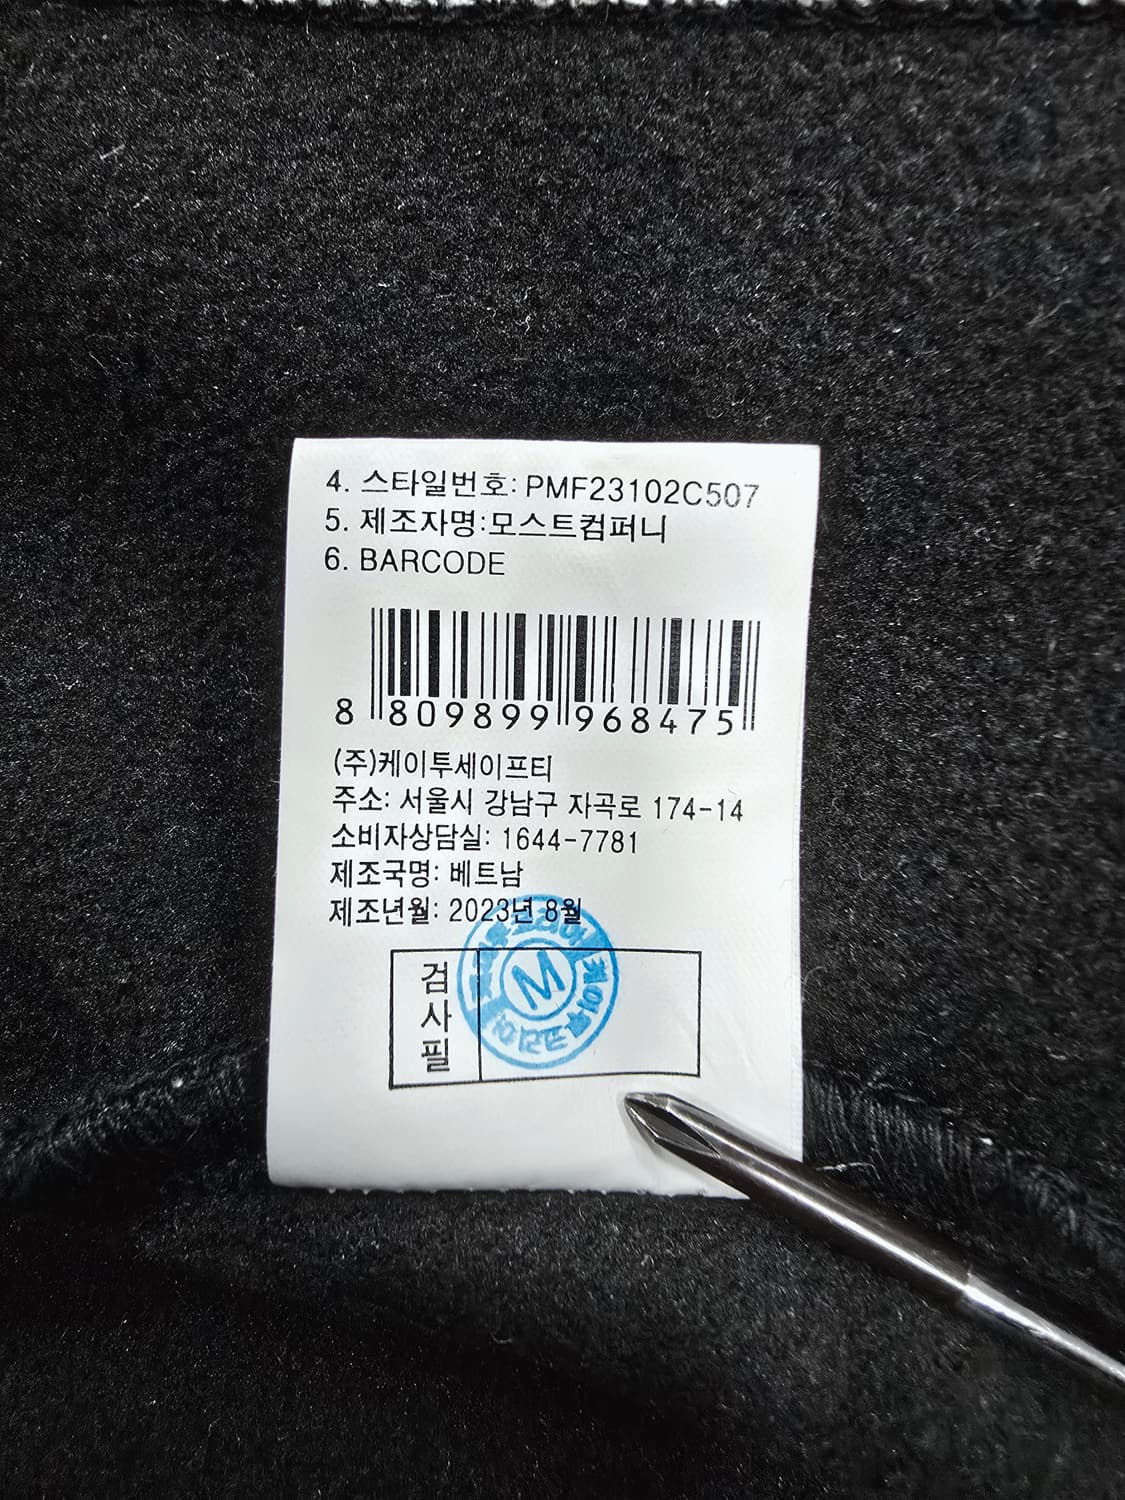 4. 스타일번호: PMF23102C507
5. 제조자명:모스트컴퍼니
6. BARCODE
8 809899 968475
(주)케이투세이프티
주소: 서울시 강남구 자곡로 174-14
소비자상담실: 1644-7781
제조국명: 베트남
제조년월: 2023년 8월
검사필
M